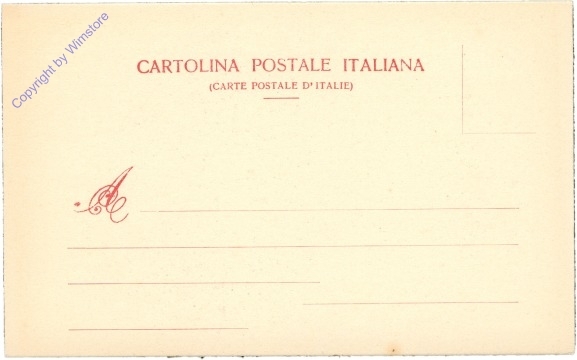 Copyright by Wimstore
CARTOLINA POSTALE ITALIANA
(CARTE POSTALE D'ITALIE)
A